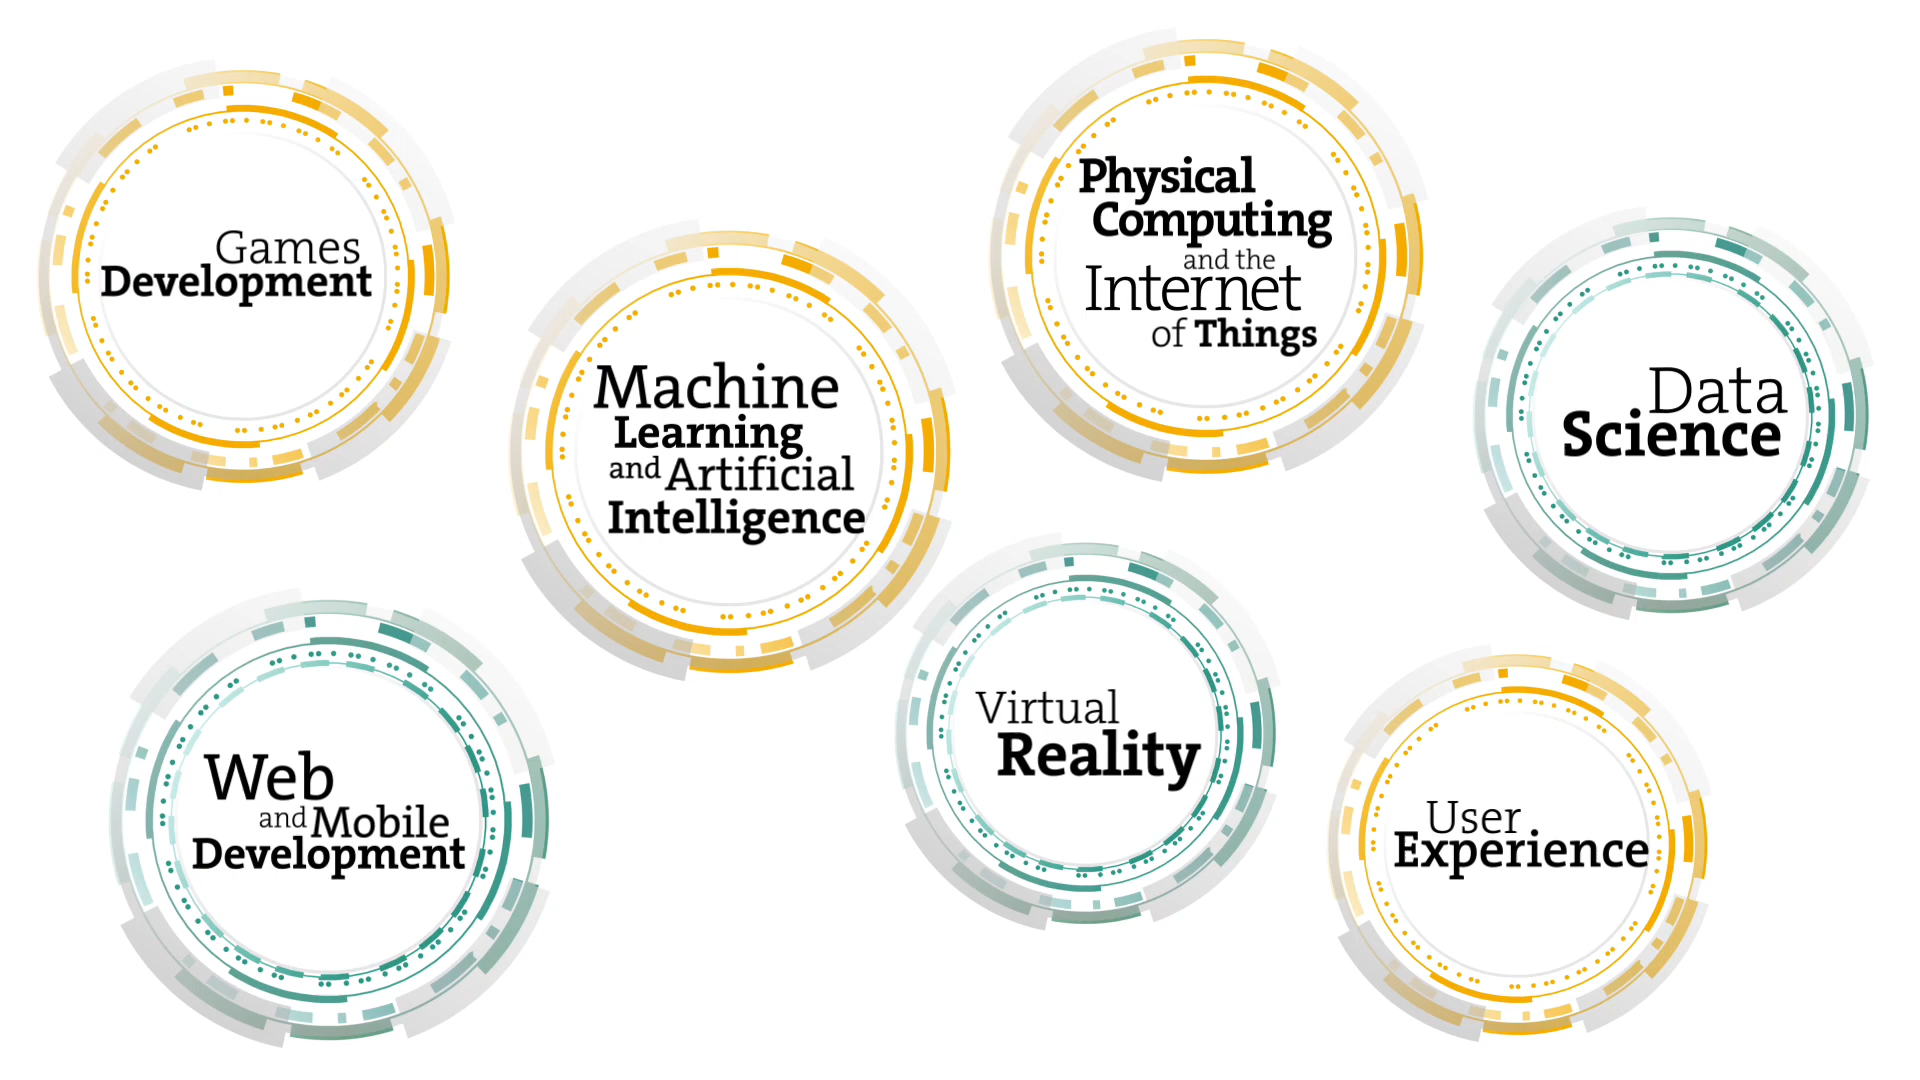 Games
Development
Machine
Learning
and Artificial
Intelligence
Physical
Computing
and the
Internet
of Things
Data
Science
Web
and Mobile
Development
Virtual
Reality
User
Experience